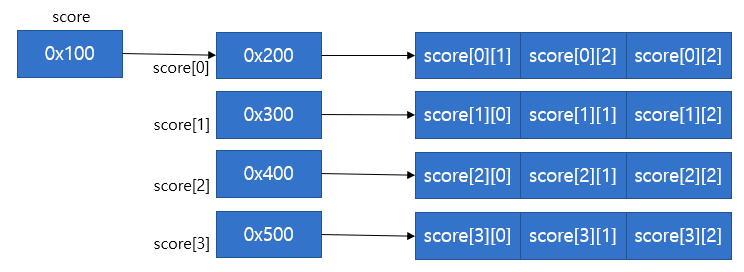 score
0x100
score[0]
0x200
score[0][1] score[0][2] score[0][2]
score[1]
0x300
score[1][0] score[1][1] score[1][2]
score[2]
0x400
score[2][0] score[2][1] score[2][2]
score[3]
0x500
score[3][0] score[3][1] score[3][2]